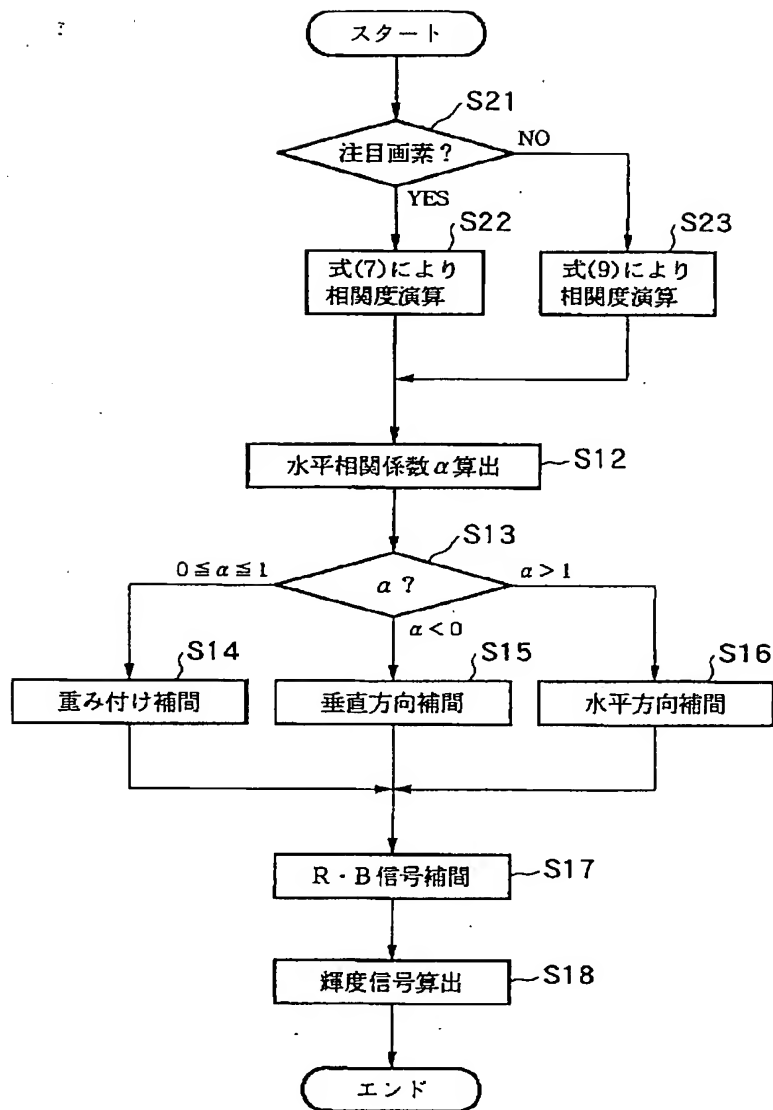 スタート
S21
注目画素?
NO
YES
S22
S23
式(7)により
相関度演算
式(9)により
相関度演算
水平相関係数α算出
S12
S13
0≦α≦1
α?
α>1
α<0
S14
S15
S16
重み付け補間
垂直方向補間
水平方向補間
R・B信号補間
S17
輝度信号算出
S18
エンド